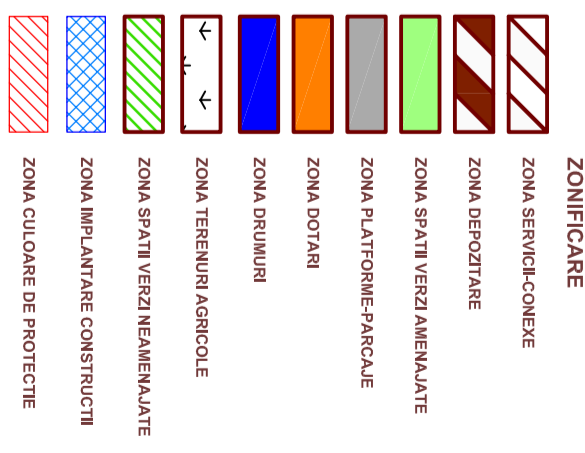 ZONIFICARE
ZONA SERVICII-CONEXE
ZONA DEPOZITARE
ZONA SPATII VERZI AMENAJATE
ZONA PLATFORME-PARCAJE
ZONA DOTARI
ZONA DRUMURI
ZONA TERENURI AGRICOLE
ZONA SPATII VERZI NEAMENAJATE
ZONA IMPLANTARE CONSTRUCTII
ZONA CULOARE DE PROTECTIE